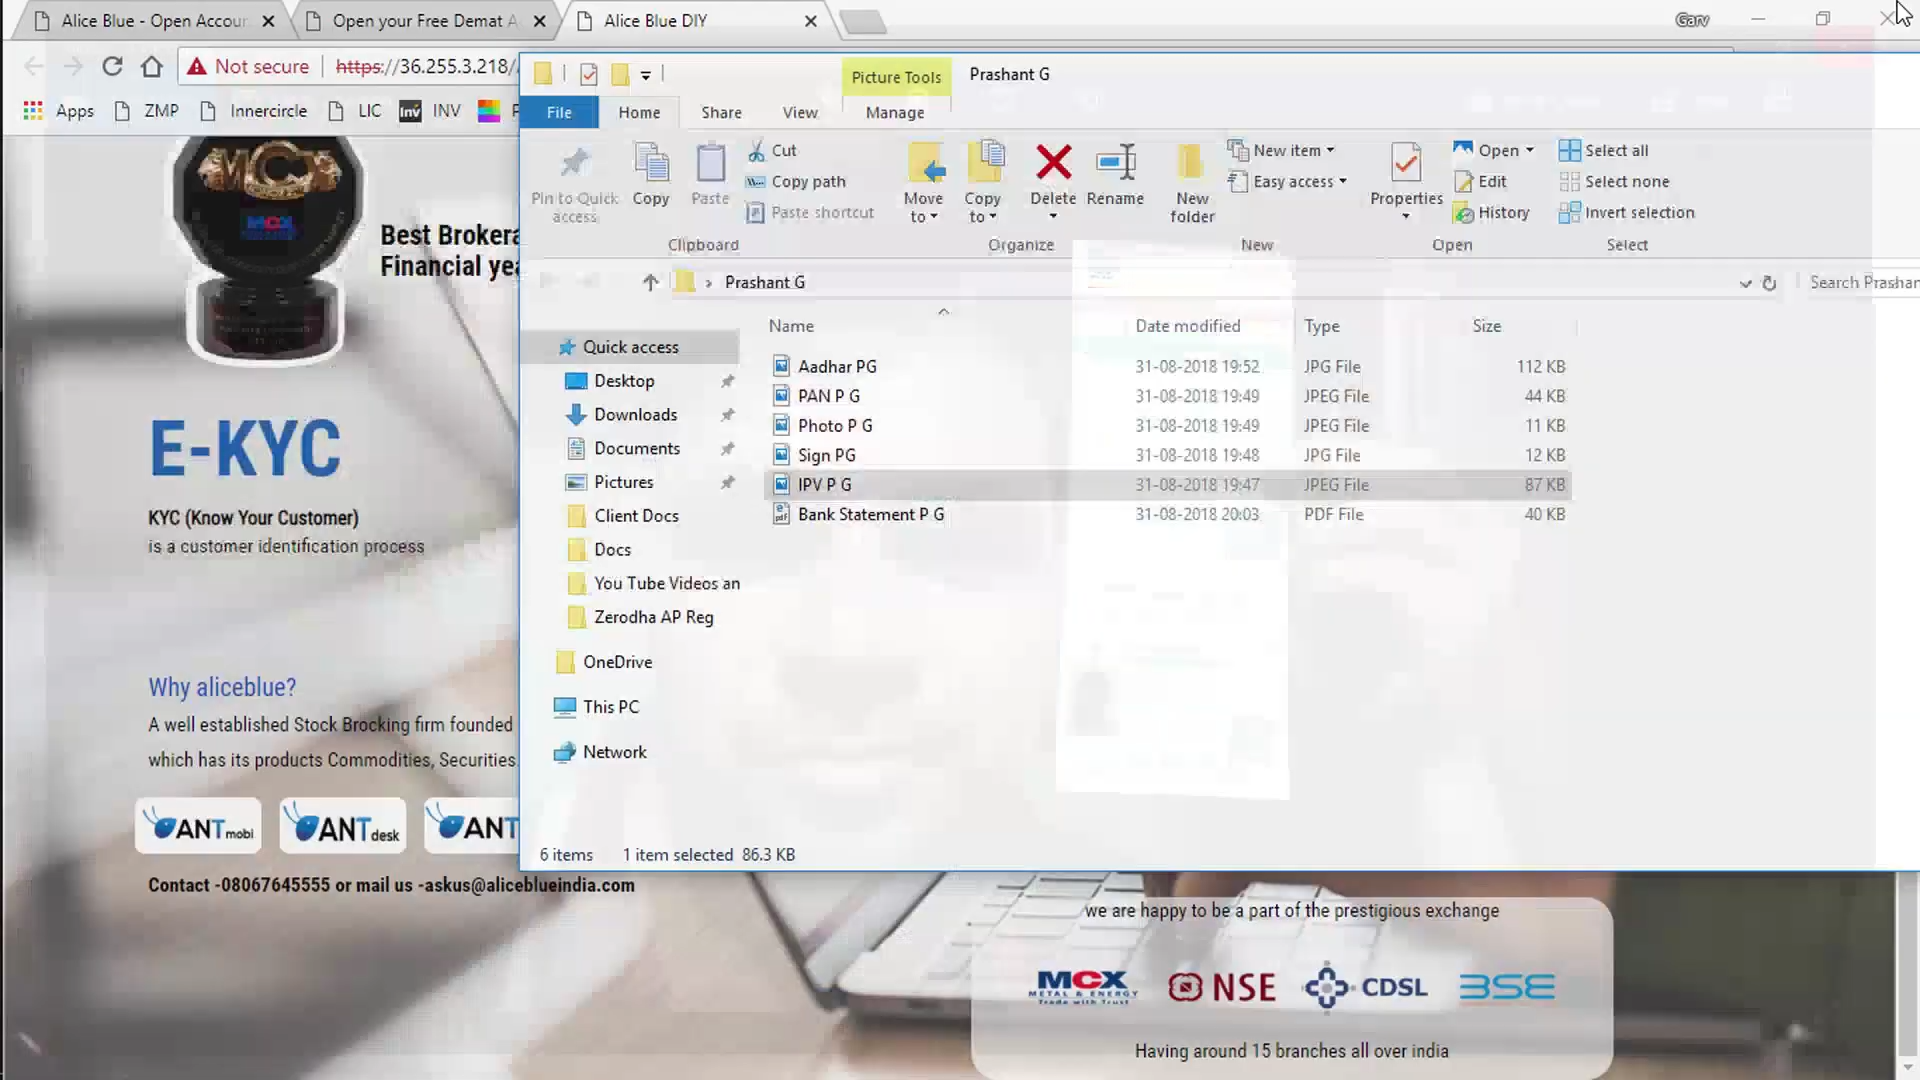 Alice Blue - Open Accour
Open your Free Demat A
Alice Blue DIY
Garv
Not secure
https://36.255.3.218/
Apps
ZMP
Innercircle
LIC
INV
Prashant G
Picture Tools
File
Home
Share
View
Manage
Pin to Quick access
Copy
Paste
Cut
Copy path
Paste shortcut
Move to
Copy to
Delete
Rename
New folder
New item
Easy access
Properties
Open
Edit
History
Select all
Select none
Invert selection
Clipboard
Organize
New
Open
Select
Prashant G
Search Prashan
Name
Date modified
Type
Size
Aadhar PG 31-08-2018 19:52 JPG File 112 KB
PAN P G 31-08-2018 19:49 JPEG File 44 KB
Photo P G 31-08-2018 19:49 JPEG File 11 KB
Sign PG 31-08-2018 19:48 JPG File 12 KB
IPV P G 31-08-2018 19:47 JPEG File 87 KB
Bank Statement P G 31-08-2018 20:03 PDF File 40 KB
Quick access
Desktop
Downloads
Documents
Pictures
Client Docs
Docs
You Tube Videos an
Zerodha AP Reg
OneDrive
This PC
Network
6 items 1 item selected 86.3 KB
MCX
Best Brokera
Financial yea
E-KYC
KYC (Know Your Customer)
is a customer identification process
Why aliceblue?
A well established Stock Brocking firm founded
which has its products Commodities, Securities.
ANT mobi
ANT desk
ANT
Contact -08067645555 or mail us -askus@aliceblueindia.com
we are happy to be a part of the prestigious exchange
MCX
METAL & ENERGY
Trade with Trust
NSE
CDSL
BSE
Having around 15 branches all over india